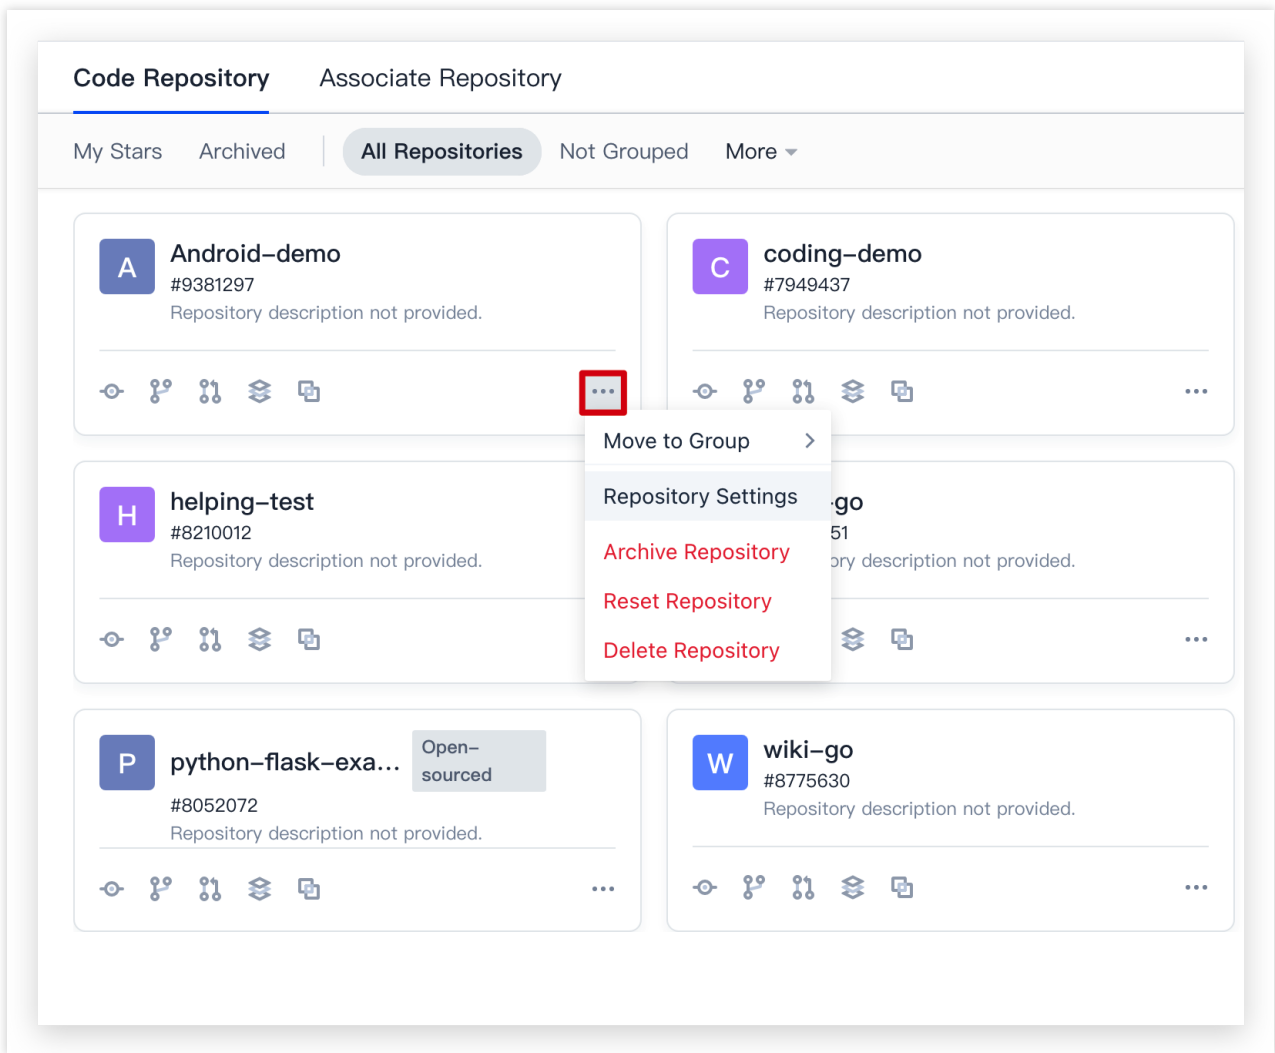 Code Repository
Associate Repository
My Stars
Archived
All Repositories
Not Grouped
More
A
Android-demo
#9381297
Repository description not provided.
C
coding-demo
#7949437
Repository description not provided.
Move to Group
Repository Settings
Archive Repository
Reset Repository
Delete Repository
H
helping-test
#8210012
Repository description not provided.
-go
51
description not provided.
P
python-flask-exa...
Open-
sourced
#8052072
Repository description not provided.
W
wiki-go
#8775630
Repository description not provided.